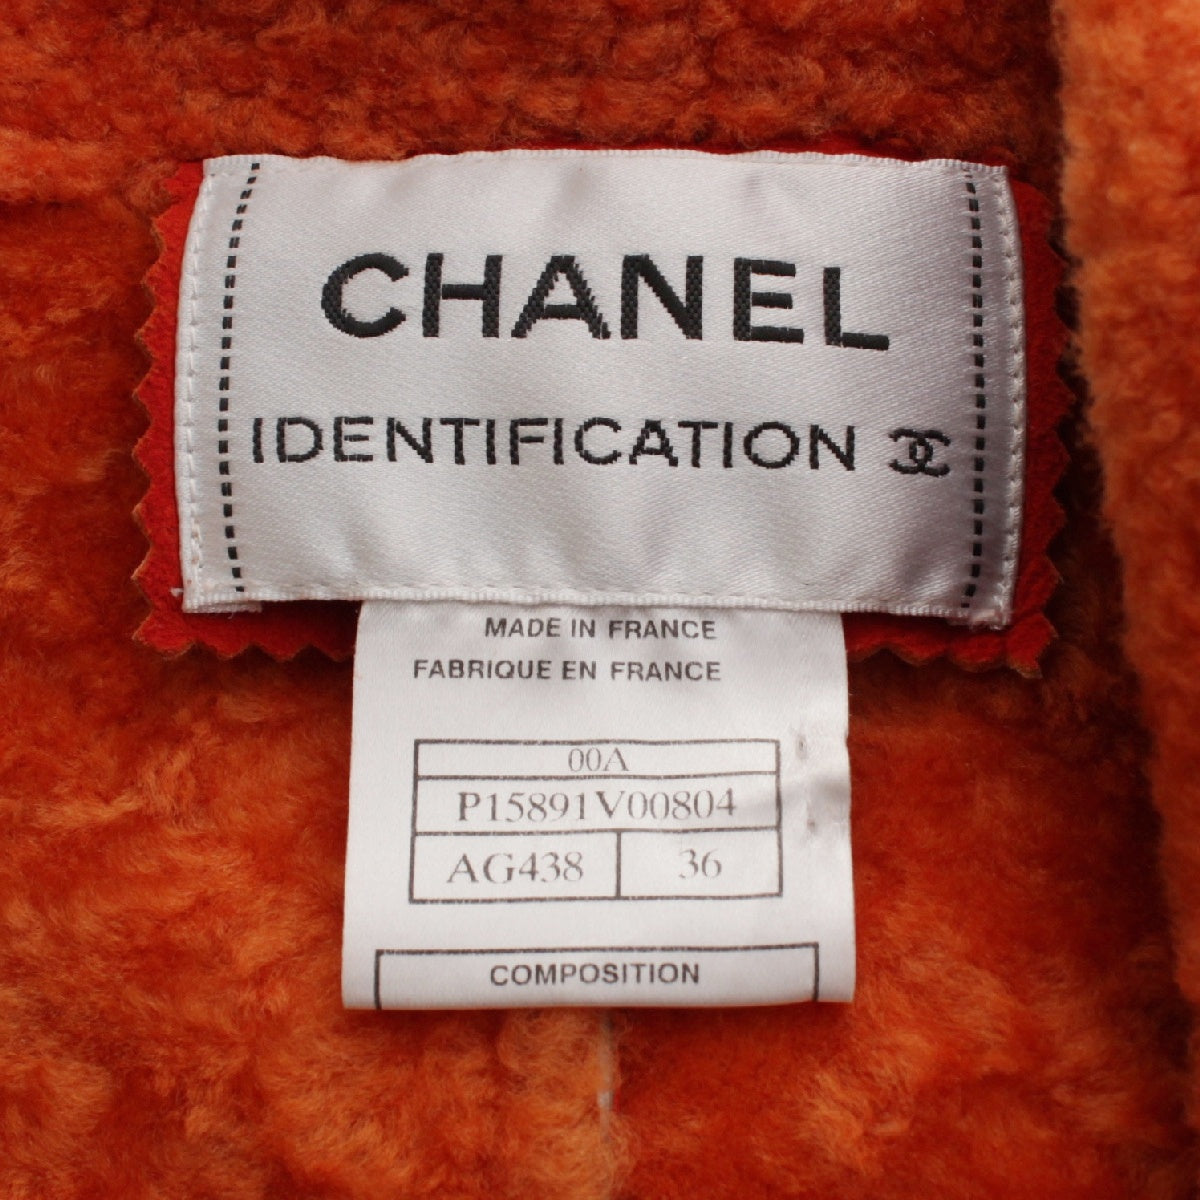 CHANEL
IDENTIFICATION
MADE IN FRANCE
FABRIQUE EN FRANCE
00A
P15891V00804
AG438 36
COMPOSITION